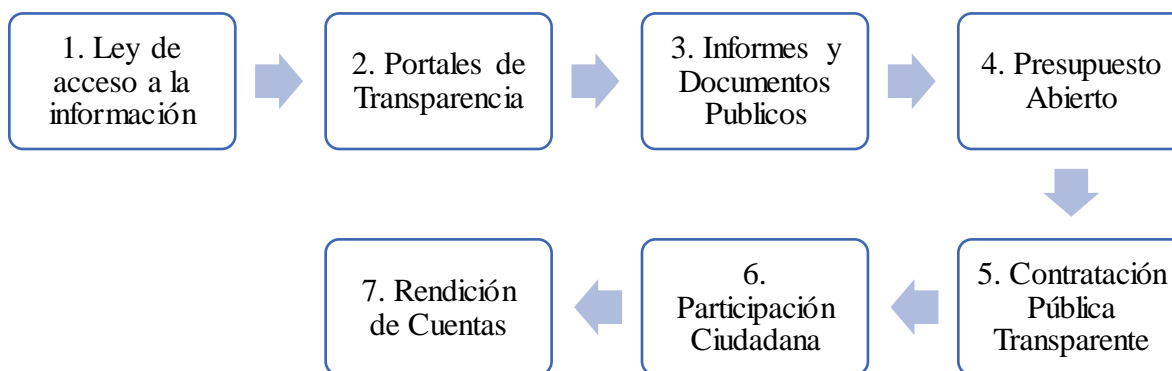 1. Ley de
acceso a la
información
2. Portales de
Transparencia
3. Informes y
Documentos
Publicos
4. Presupuesto
Abierto
5. Contratación
Pública
Transparente
6.
Participación
Ciudadana
7. Rendición
de Cuentas